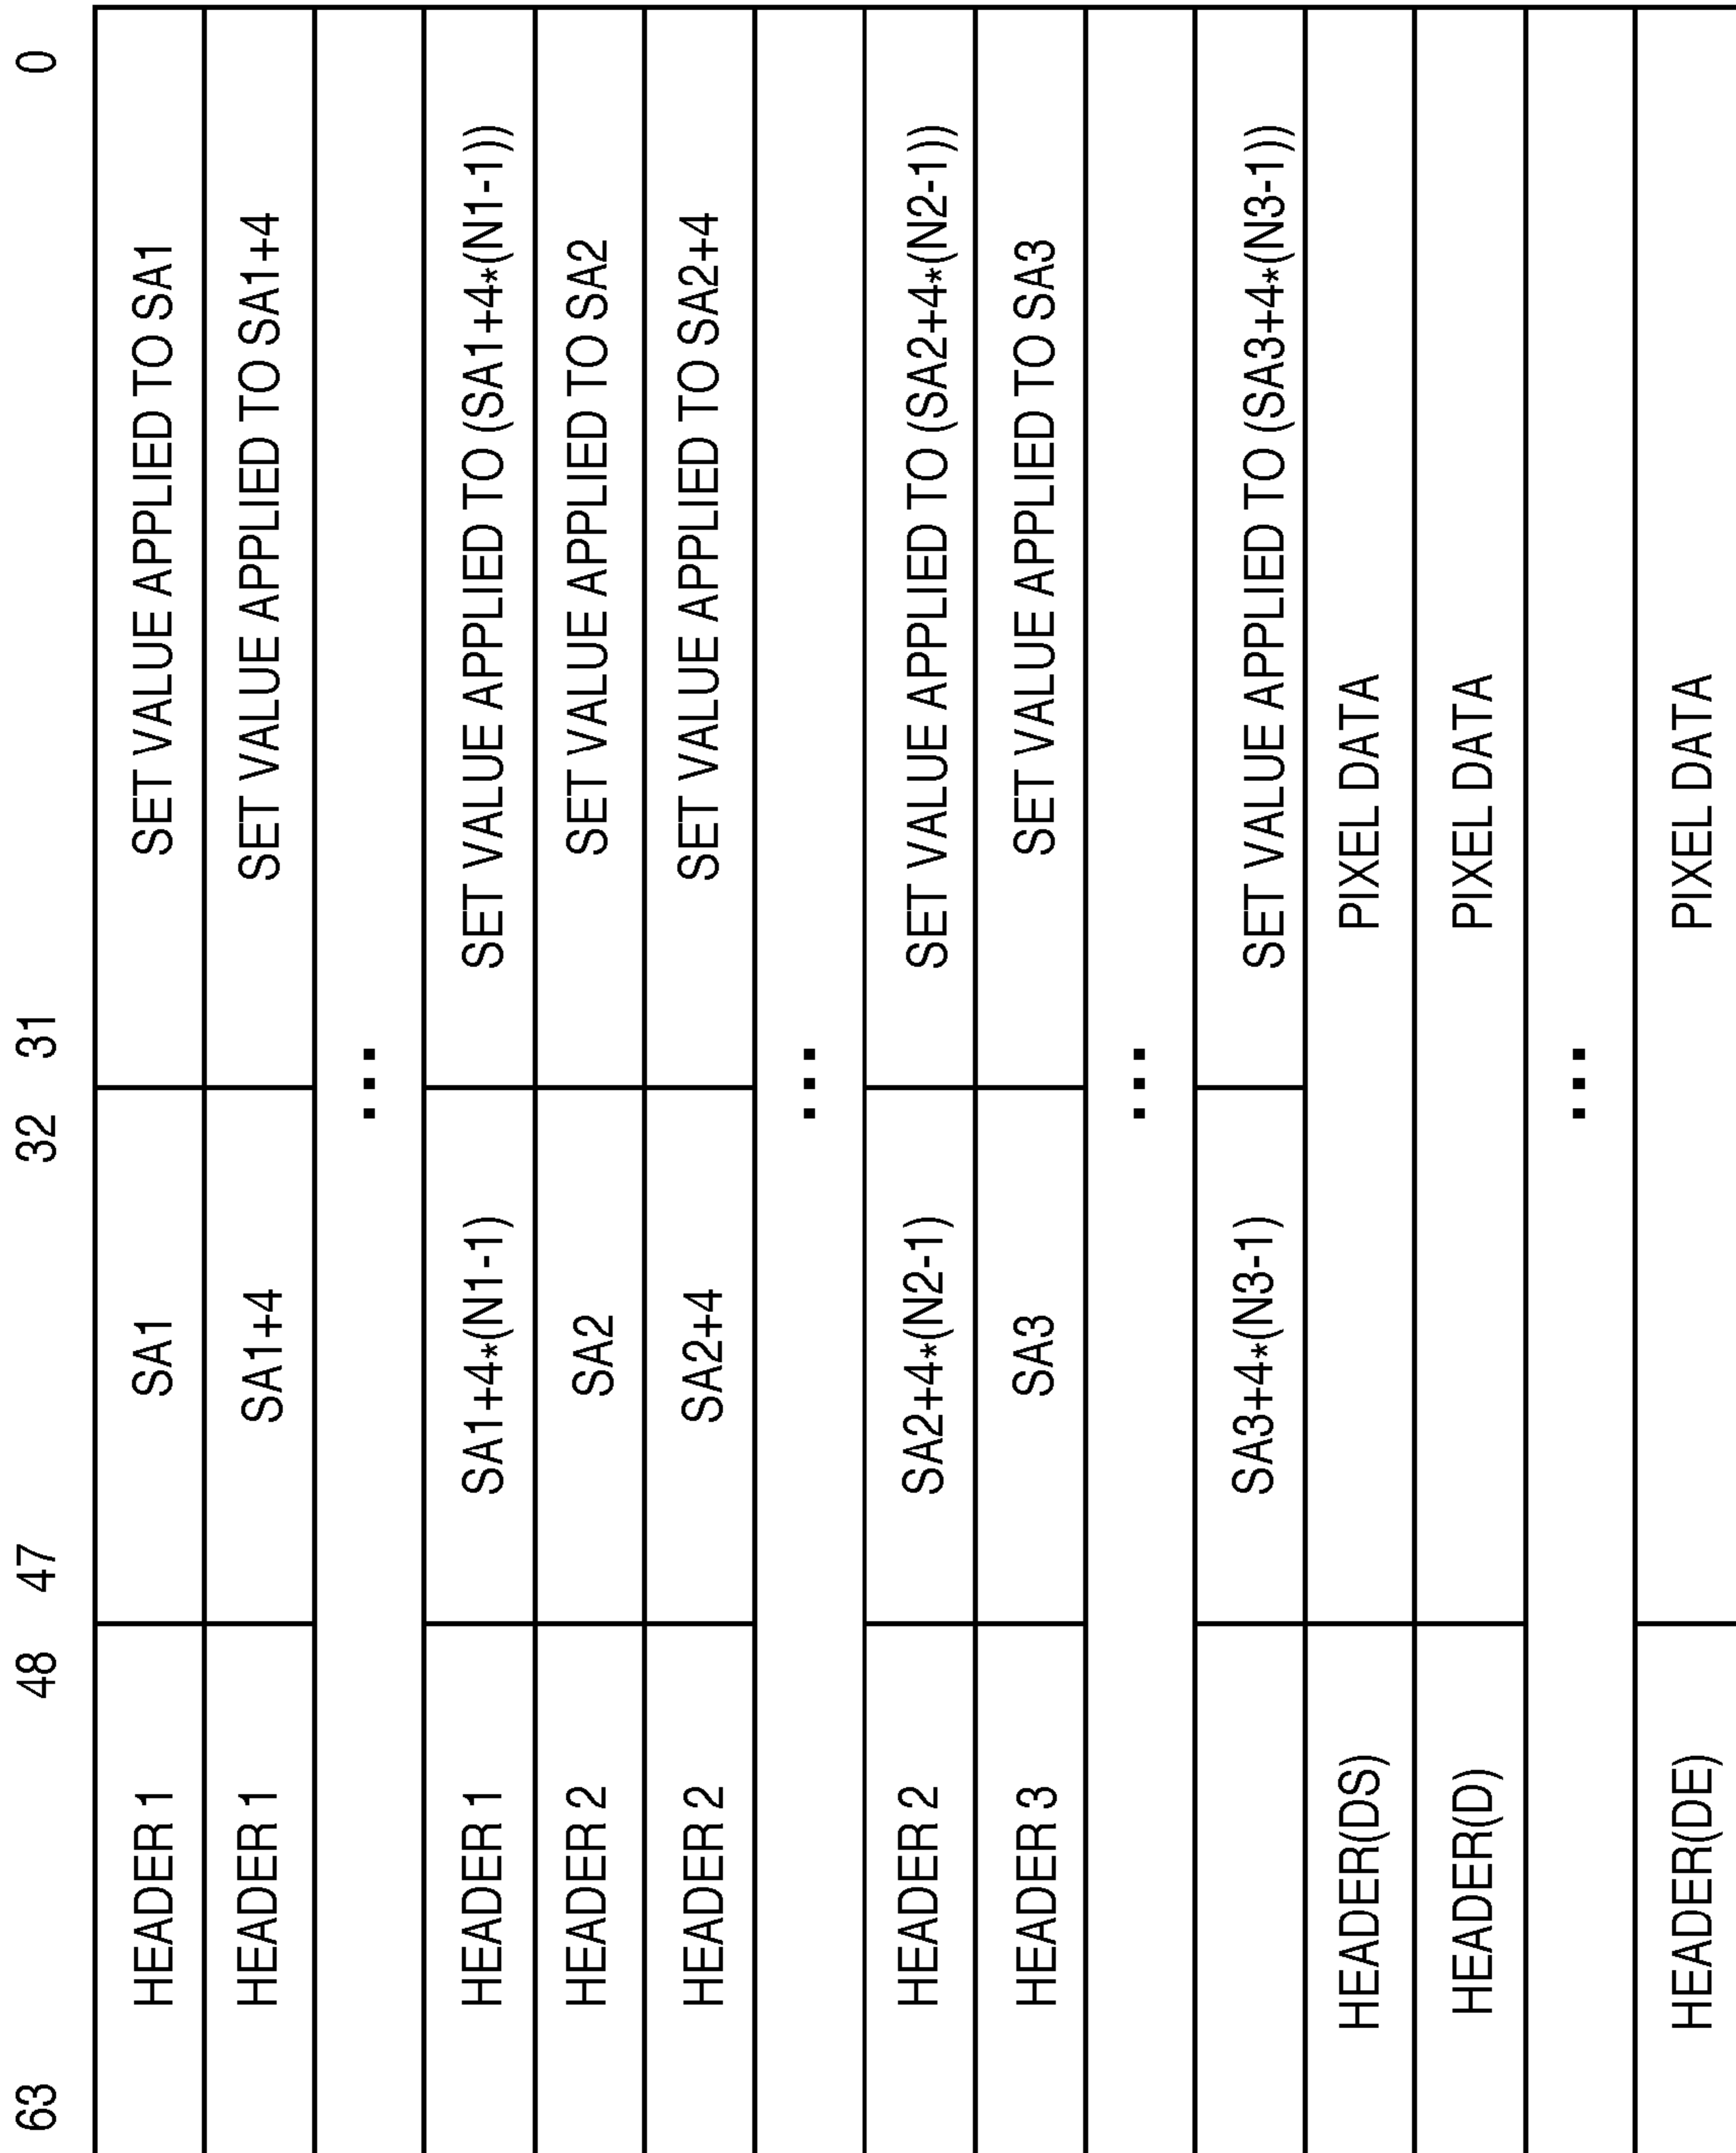 63 48 47 32 31 0
HEADER 1 SA1 SET VALUE APPLIED TO SA1
HEADER 1 SA1+4 SET VALUE APPLIED TO SA1+4
...
HEADER 1 SA1+4*(N1-1) SET VALUE APPLIED TO (SA1+4*(N1-1))
HEADER 2 SA2 SET VALUE APPLIED TO SA2
HEADER 2 SA2+4 SET VALUE APPLIED TO SA2+4
...
HEADER 2 SA2+4*(N2-1) SET VALUE APPLIED TO (SA2+4*(N2-1))
HEADER 3 SA3 SET VALUE APPLIED TO SA3
...
SA3+4*(N3-1) SET VALUE APPLIED TO (SA3+4*(N3-1))
HEADER(DS) PIXEL DATA
HEADER(D) PIXEL DATA
...
HEADER(DE) PIXEL DATA